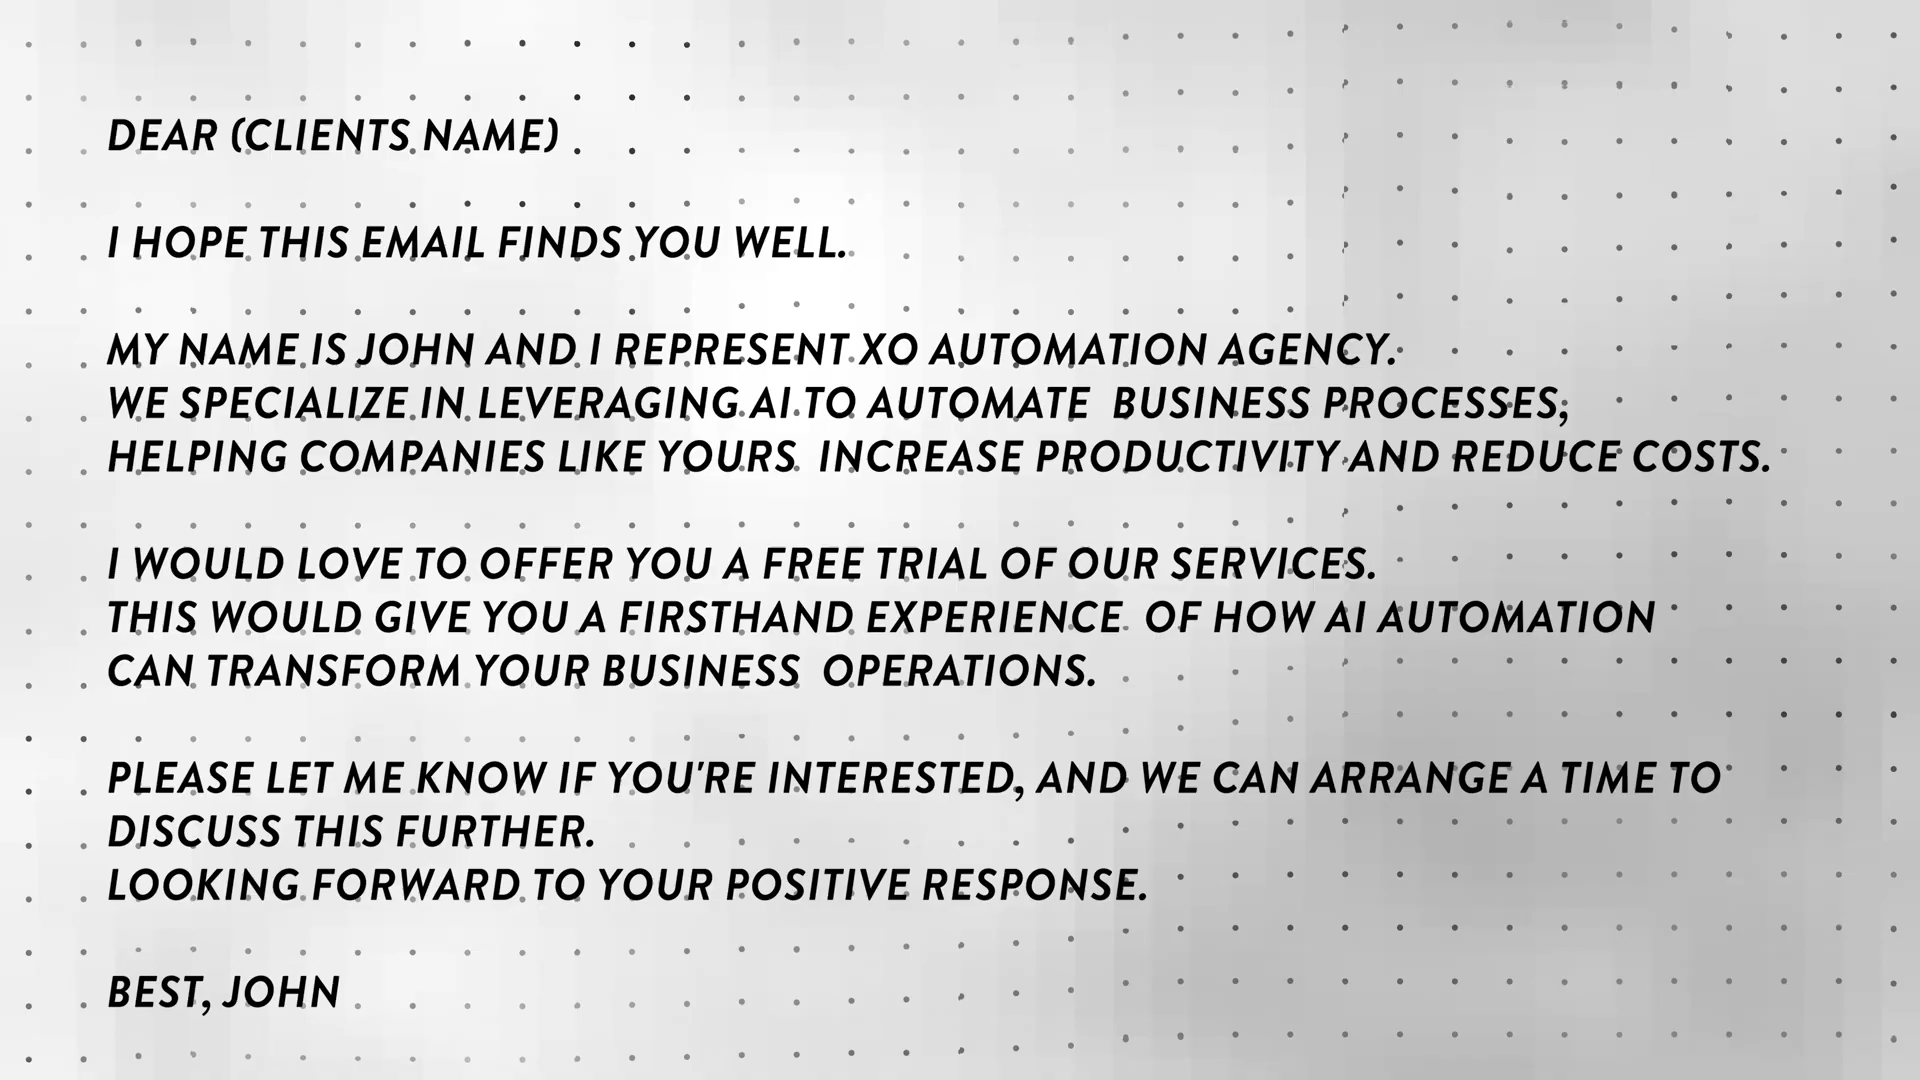 DEAR (CLIENTS NAME)
I HOPE THIS EMAIL FINDS YOU WELL.
MY NAME IS JOHN AND I REPRESENT XO AUTOMATION AGENCY.
WE SPECIALIZE IN LEVERAGING AI TO AUTOMATE BUSINESS PROCESSES,
HELPING COMPANIES LIKE YOURS INCREASE PRODUCTIVITY AND REDUCE COSTS.
I WOULD LOVE TO OFFER YOU A FREE TRIAL OF OUR SERVICES.
THIS WOULD GIVE YOU A FIRSTHAND EXPERIENCE OF HOW AI AUTOMATION
CAN TRANSFORM YOUR BUSINESS OPERATIONS.
PLEASE LET ME KNOW IF YOU'RE INTERESTED, AND WE CAN ARRANGE A TIME TO
DISCUSS THIS FURTHER.
LOOKING FORWARD TO YOUR POSITIVE RESPONSE.
BEST, JOHN